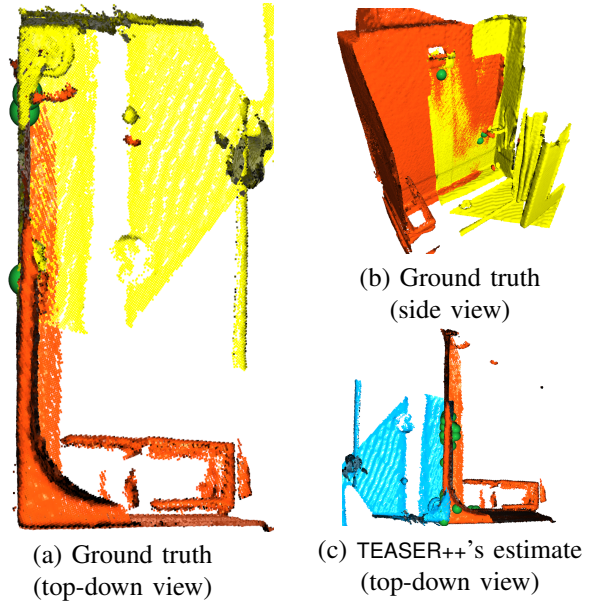 (a) Ground truth
(top-down view)
(b) Ground truth
(side view)
(c) TEASER++'s estimate
(top-down view)